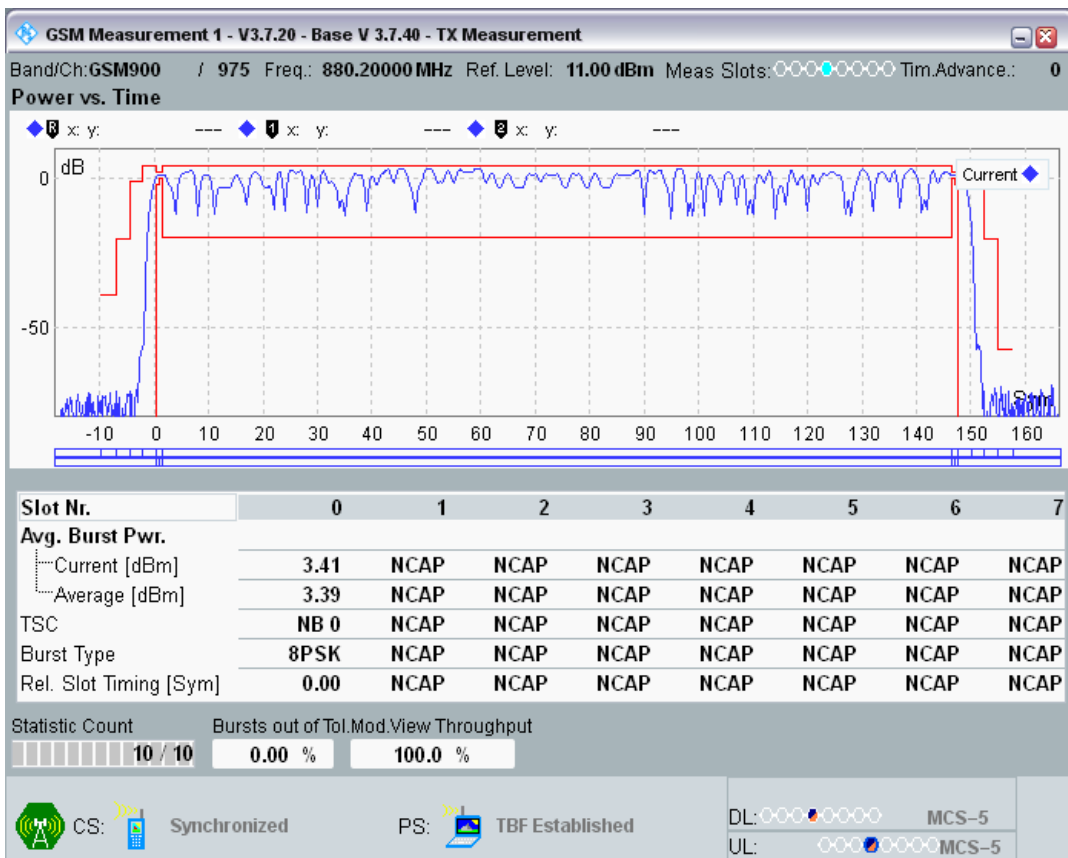 GSM Measurement 1 - V3.7.20 - Base V 3.7.40 - TX Measurement
Band/Ch:GSM900 / 975 Freq.: 880.20000 MHz Ref. Level: 11.00 dBm Meas Slots: Tim.Advance.: 0
Power vs. Time
R x: y: --- 1 x: y: --- 2 x: y: ---
dB
Current
0
-50
Sym
-10 0 10 20 30 40 50 60 70 80 90 100 110 120 130 140 150 160
Slot Nr. 0 1 2 3 4 5 6 7
Avg. Burst Pwr.
Current [dBm] 3.41 NCAP NCAP NCAP NCAP NCAP NCAP NCAP
Average [dBm] 3.39 NCAP NCAP NCAP NCAP NCAP NCAP NCAP
TSC NB 0 NCAP NCAP NCAP NCAP NCAP NCAP NCAP
Burst Type 8PSK NCAP NCAP NCAP NCAP NCAP NCAP NCAP
Rel. Slot Timing [Sym] 0.00 NCAP NCAP NCAP NCAP NCAP NCAP NCAP
Statistic Count Bursts out of Tol.Mod.View Throughput
10 / 10 0.00 % 100.0 %
CS: Synchronized PS: TBF Established DL: MCS-5
UL: MCS-5